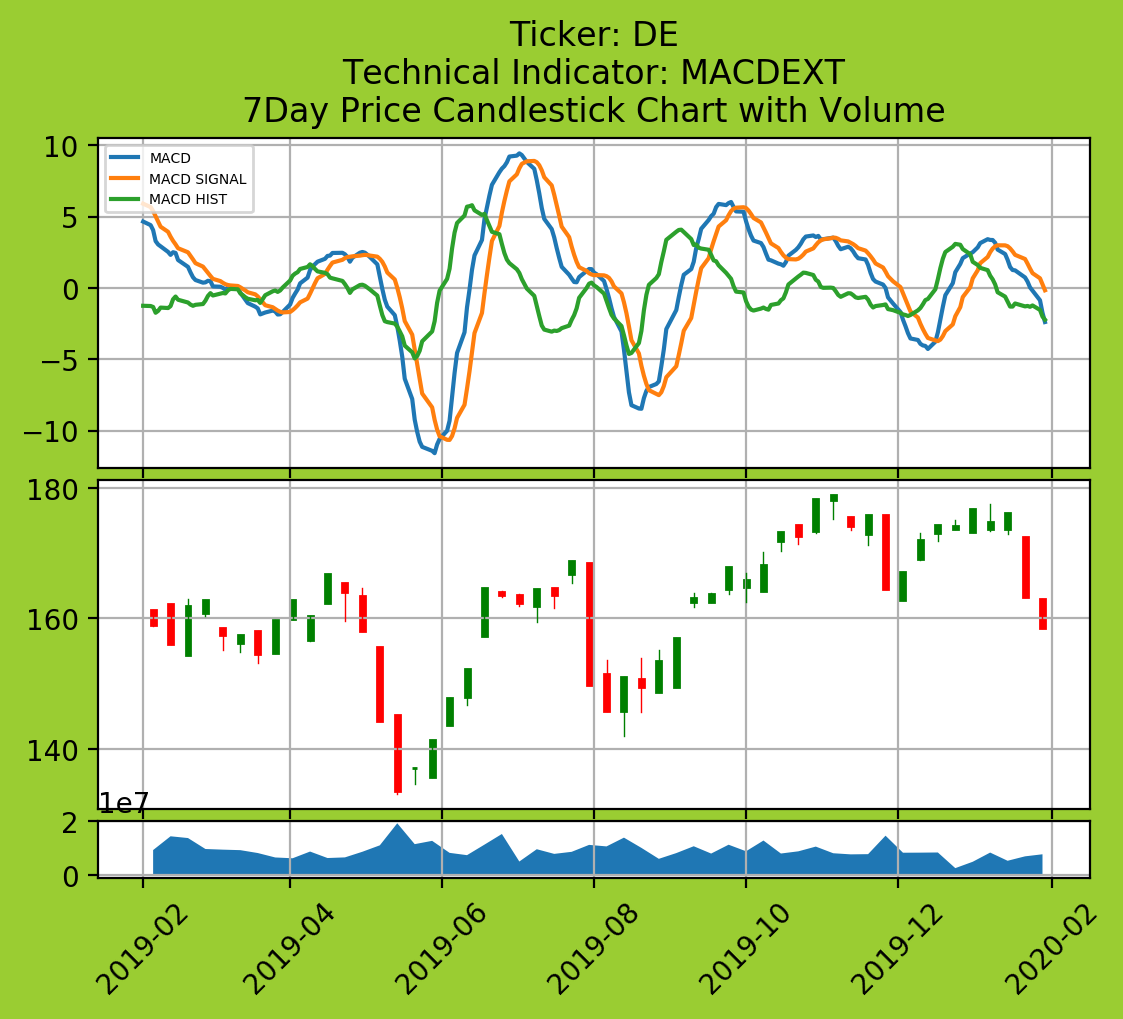 Ticker: DE
Technical Indicator: MACDEXT
7Day Price Candlestick Chart with Volume
10
5
0
−5
−10
MACD
MACD SIGNAL
MACD HIST
180
160
140
1e7
2
0
2019-02
2019-04
2019-06
2019-08
2019-10
2019-12
2020-02